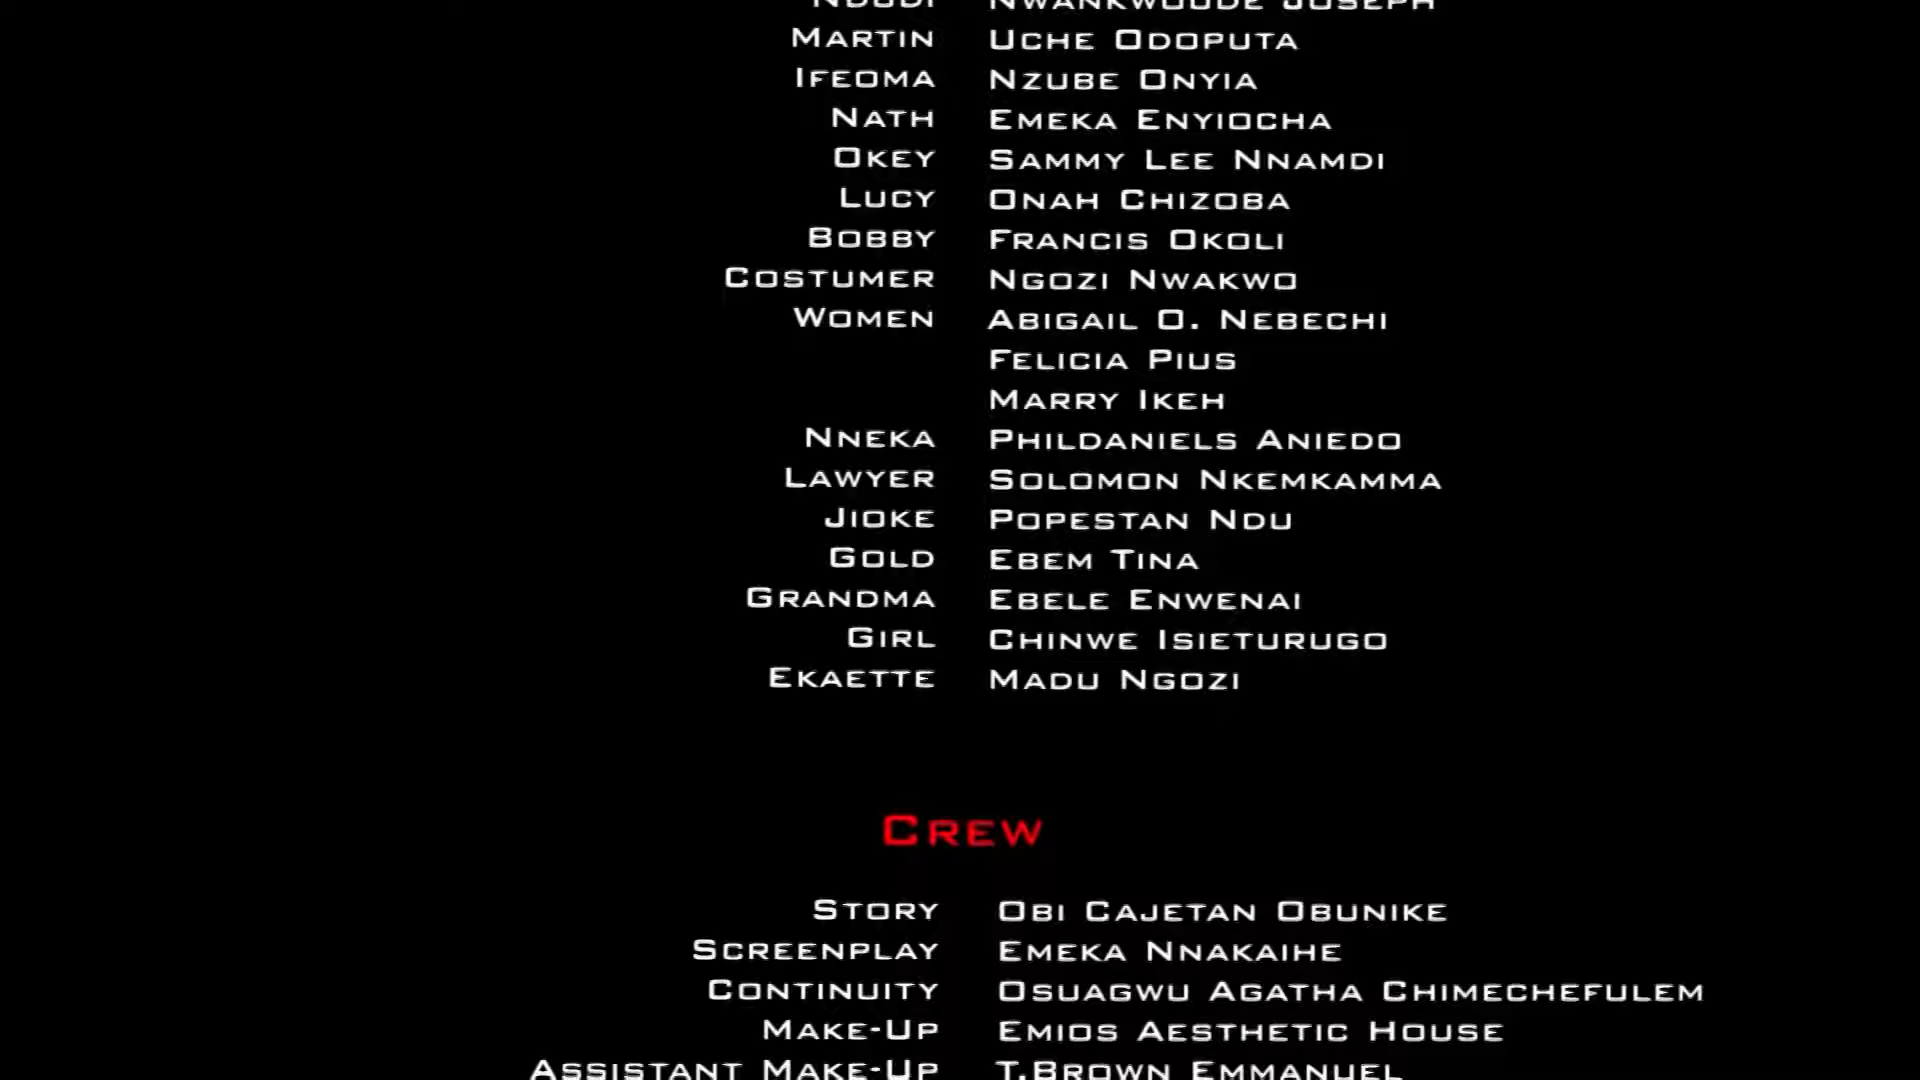 Joseph
Martin Uche Odoputa
Ifeoma Nzube Onyia
Nath Emeka Enyiocha
Okey Sammy Lee Nnamdi
Lucy Onah Chizoba
Bobby Francis Okoli
Costumer Ngozi Nwakwo
Women Abigail O. Nebechi
Felicia Pius
Marry Ikeh
Nneka Phildaniels Aniedo
Lawyer Solomon Nkemkamma
Jioke Popestan Ndu
Gold Ebem Tina
Grandma Ebele Enwenai
Girl Chinwe Isieturugo
Ekaette Madu Ngozi
Crew
Story Obi Cajetan Obunike
Screenplay Emeka Nnakaihe
Continuity Osuagwu Agatha Chimechefulem
Make-Up Emios Aesthetic House
Assistant Make-Up T.Brown Emmanuel